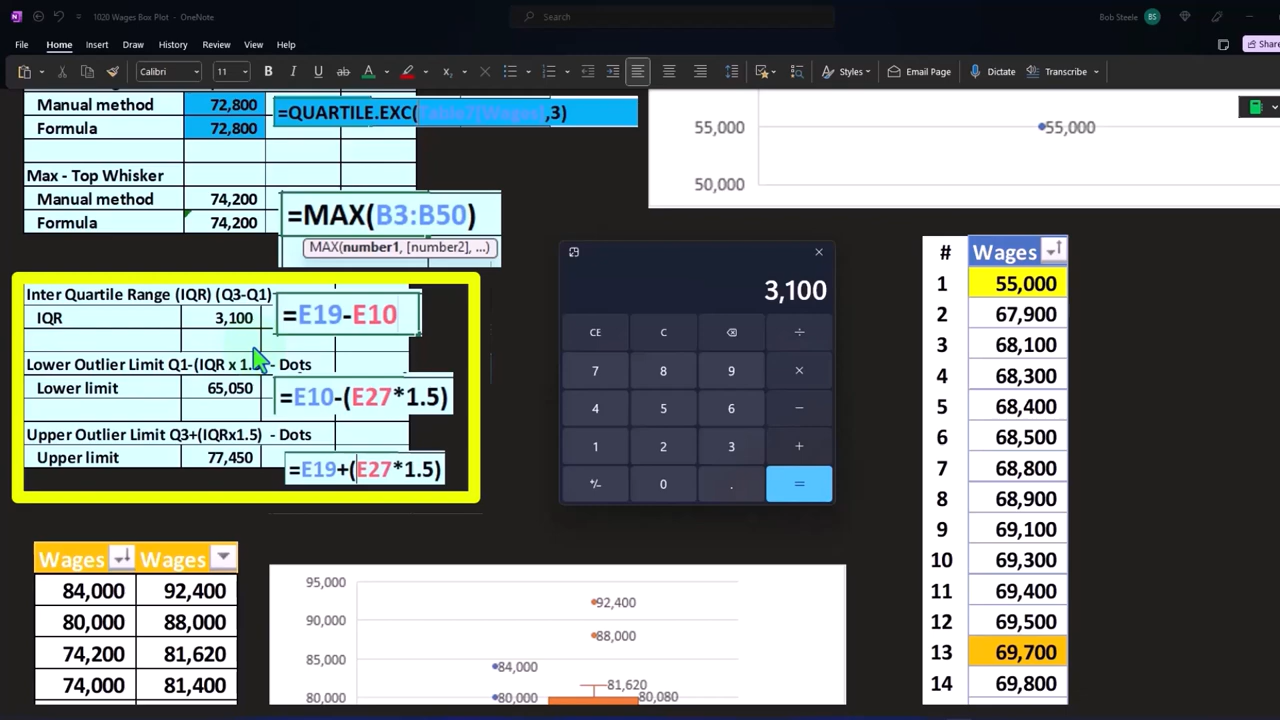 1020 Wages Box Plot - OneNote
Search
Bob Steele BS
File Home Insert Draw History Review View Help
Share
Calibri 11 B I U ab A Styles Email Page Dictate Transcribe
Manual method 72,800
Formula 72,800
=QUARTILE.EXC(Table7[Wages],3)
Max - Top Whisker
Manual method 74,200
Formula 74,200
=MAX(B3:B50)
MAX(number1, [number2], ...)
Inter Quartile Range (IQR) (Q3-Q1)
IQR 3,100
=E19-E10
Lower Outlier Limit Q1-(IQR x 1.5 - Dots
Lower limit 65,050
=E10-(E27*1.5)
Upper Outlier Limit Q3+(IQRx1.5) - Dots
Upper limit 77,450
=E19+(E27*1.5)
Wages Wages
84,000 92,400
80,000 88,000
74,200 81,620
74,000 81,400
55,000
55,000
50,000
3,100
CE C ÷
7 8 9 ×
4 5 6 −
1 2 3 +
+/- 0 . =
95,000
92,400
90,000
88,000
85,000
84,000
81,620
80,000
80,000
80,080
# Wages
1 55,000
2 67,900
3 68,100
4 68,300
5 68,400
6 68,500
7 68,800
8 68,900
9 69,100
10 69,300
11 69,400
12 69,500
13 69,700
14 69,800